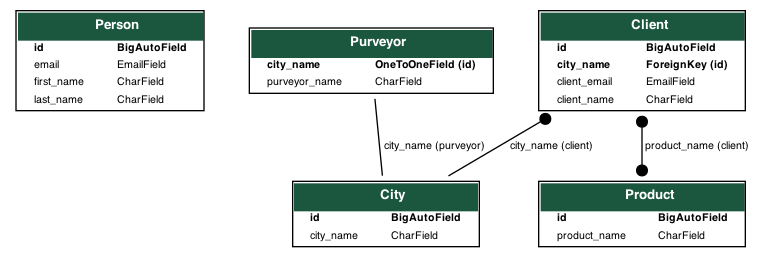 Person
id BigAutoField
email EmailField
first_name CharField
last_name CharField
Purveyor
city_name OneToOneField (id)
purveyor_name CharField
Client
id BigAutoField
city_name ForeignKey (id)
client_email EmailField
client_name CharField
city_name (purveyor)
city_name (client)
product_name (client)
City
id BigAutoField
city_name CharField
Product
id BigAutoField
product_name CharField